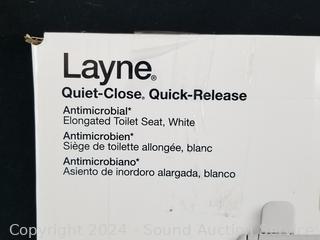 Layne®
Quiet-Close® Quick-Release
Antimicrobial*
Elongated Toilet Seat, White
Antimicrobien*
Siège de toilette allongée, blanc
Antimicrobiano*
Asiento de inordoro alargada, blanco
Copyright 2024 - Sound Auction Service